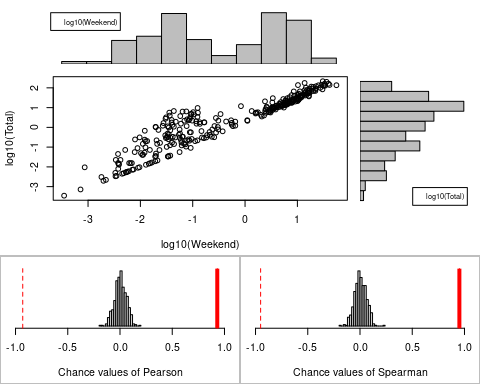 log10(Weekend)
log10(Total)
2
1
0
-1
-2
-3
-3 -2 -1 0 1
log10(Weekend)
log10(Total)
-1.0 -0.5 0.0 0.5 1.0
Chance values of Pearson
-1.0 -0.5 0.0 0.5 1.0
Chance values of Spearman